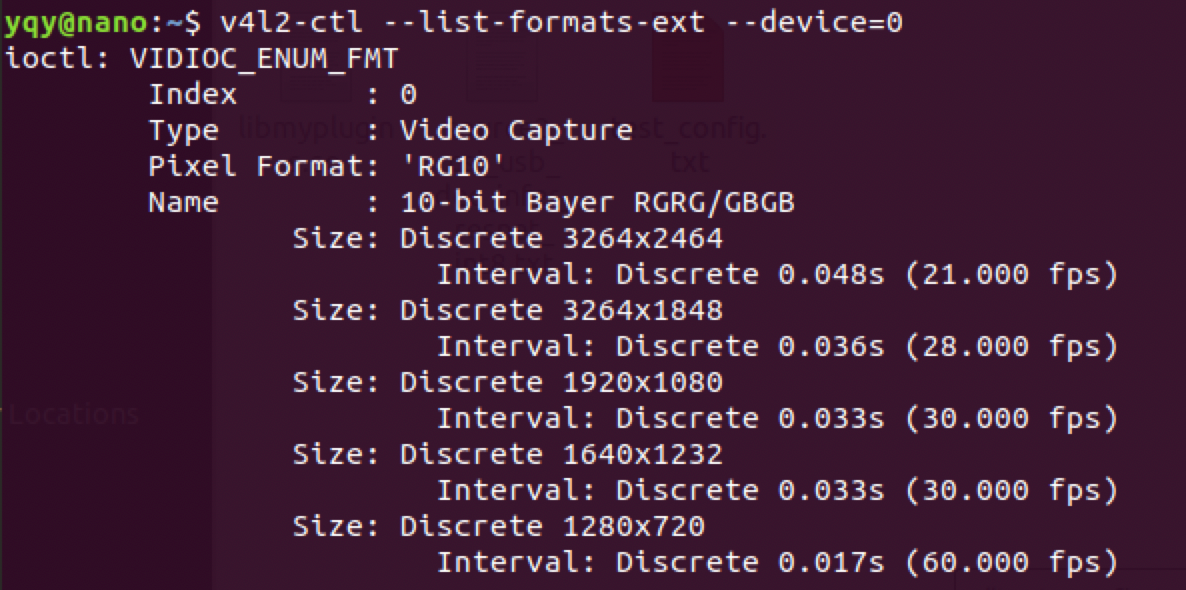 yqy@nano:~$ v4l2-ctl --list-formats-ext --device=0
ioctl: VIDIOC_ENUM_FMT
Index : 0
Type : Video Capture
Pixel Format: 'RG10'
Name : 10-bit Bayer RGRG/GBGB
Size: Discrete 3264x2464
Interval: Discrete 0.048s (21.000 fps)
Size: Discrete 3264x1848
Interval: Discrete 0.036s (28.000 fps)
Size: Discrete 1920x1080
Interval: Discrete 0.033s (30.000 fps)
Size: Discrete 1640x1232
Interval: Discrete 0.033s (30.000 fps)
Size: Discrete 1280x720
Interval: Discrete 0.017s (60.000 fps)
Locations
txt